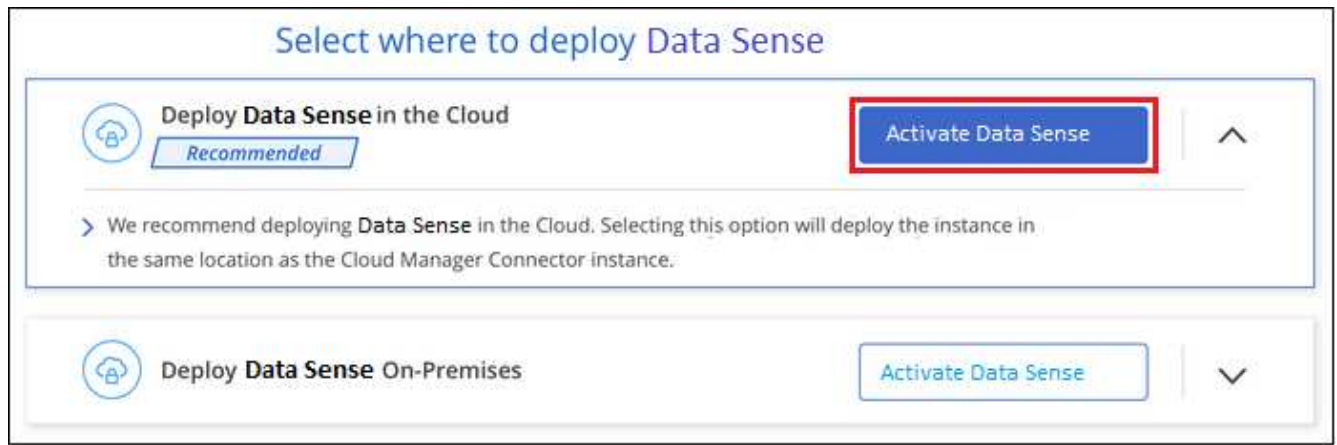 Select where to deploy Data Sense
Deploy Data Sense in the Cloud
Recommended
Activate Data Sense
We recommend deploying Data Sense in the Cloud. Selecting this option will deploy the instance in
the same location as the Cloud Manager Connector instance.
Deploy Data Sense On-Premises
Activate Data Sense